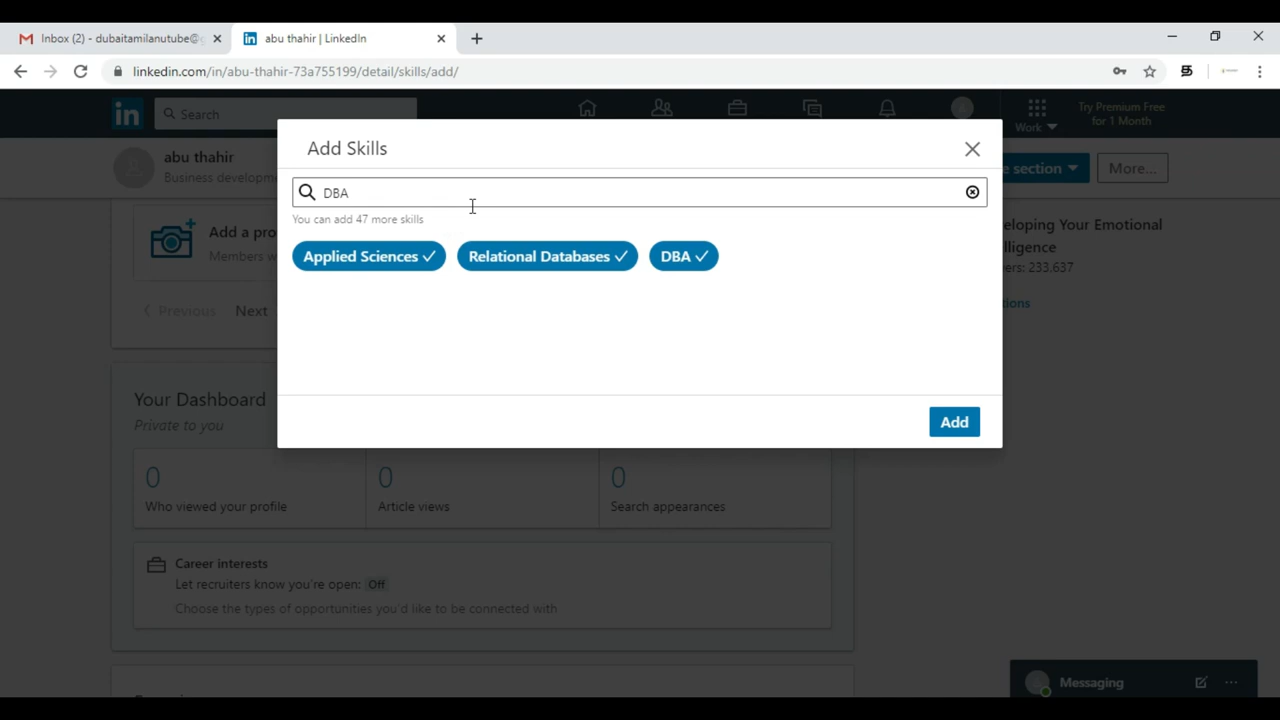 Inbox (2) - dubaitamilanutube@g
abu thahir | LinkedIn
linkedin.com/in/abu-thahir-73a755199/detail/skills/add/
in
Search
Work
Try Premium Free
for 1 Month
abu thahir
Business developme
e section
More...
Add Skills
DBA
You can add 47 more skills
Applied Sciences
Relational Databases
DBA
Add
Add a pro
Members w
Previous
Next
eloping Your Emotional
lligence
ers: 233,637
tions
Your Dashboard
Private to you
0
Who viewed your profile
0
Article views
0
Search appearances
Career interests
Let recruiters know you're open: Off
Choose the types of opportunities you'd like to be connected with
Messaging